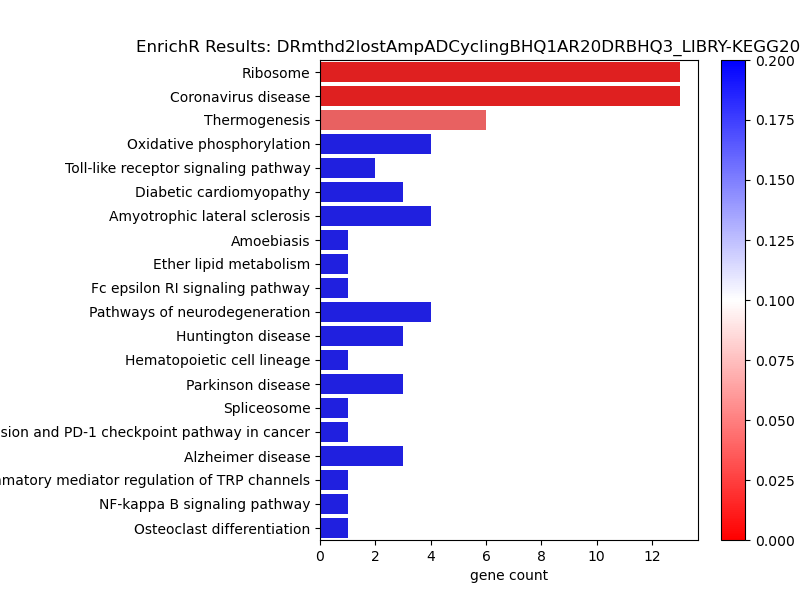 EnrichR Results: DRmthd2lostAmpADCyclingBHQ1AR20DRBHQ3_LIBRY-KEGG20
Ribosome
Coronavirus disease
Thermogenesis
Oxidative phosphorylation
Toll-like receptor signaling pathway
Diabetic cardiomyopathy
Amyotrophic lateral sclerosis
Amoebiasis
Ether lipid metabolism
Fc epsilon RI signaling pathway
Pathways of neurodegeneration
Huntington disease
Hematopoietic cell lineage
Parkinson disease
Spliceosome
sion and PD-1 checkpoint pathway in cancer
Alzheimer disease
matory mediator regulation of TRP channels
NF-kappa B signaling pathway
Osteoclast differentiation
0 2 4 6 8 10 12
gene count
0.200
0.175
0.150
0.125
0.100
0.075
0.050
0.025
0.000